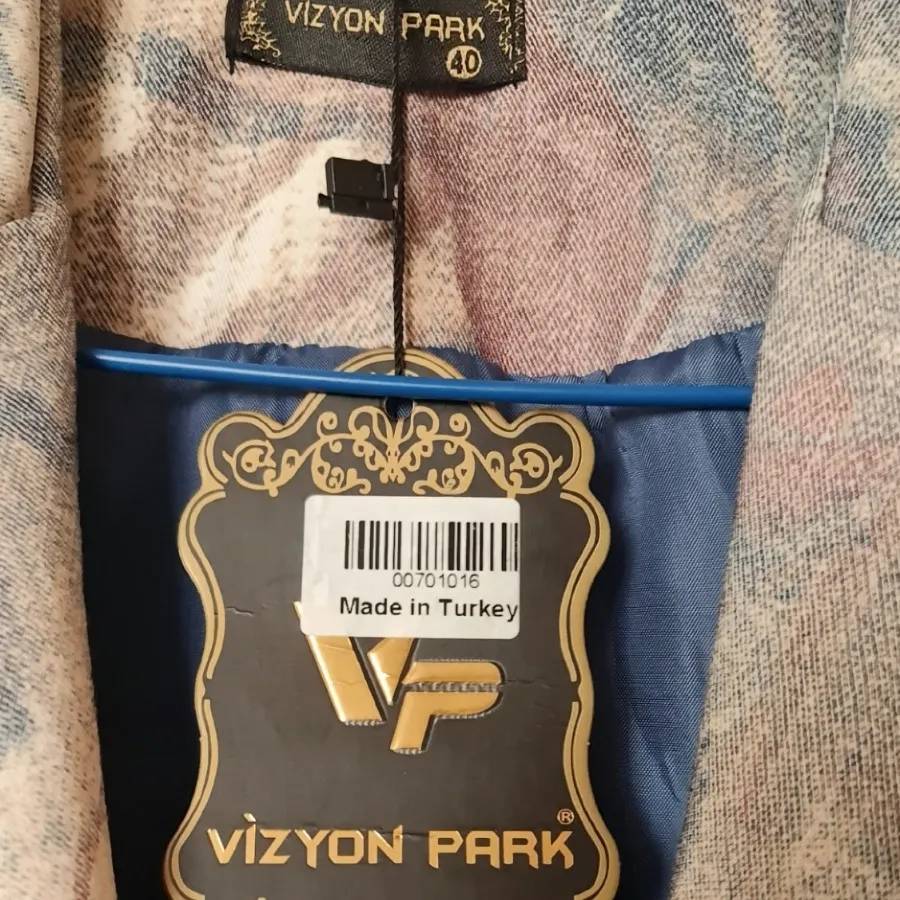 VİZYON PARK
40
00701016
Made in Turkey
VP
VİZYON PARK®